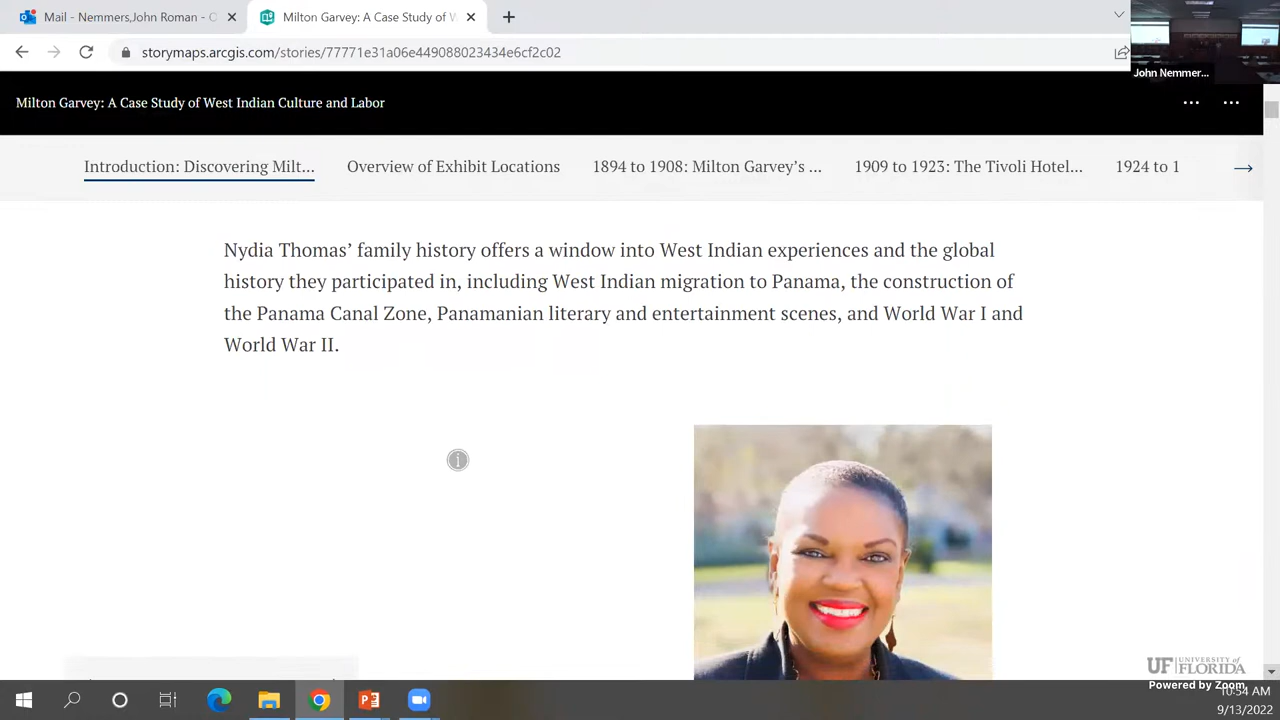 Mail - Nemmers,John Roman - O
Milton Garvey: A Case Study of W
storymaps.arcgis.com/stories/77771e31a06e449088023434e6cf2c02
John Nemmer...
Milton Garvey: A Case Study of West Indian Culture and Labor
Introduction: Discovering Milt...
Overview of Exhibit Locations
1894 to 1908: Milton Garvey’s ...
1909 to 1923: The Tivoli Hotel...
1924 to 1
Nydia Thomas’ family history offers a window into West Indian experiences and the global
history they participated in, including West Indian migration to Panama, the construction of
the Panama Canal Zone, Panamanian literary and entertainment scenes, and World War I and
World War II.
UF UNIVERSITY of FLORIDA
Powered by Zoom
10:54 AM
9/13/2022